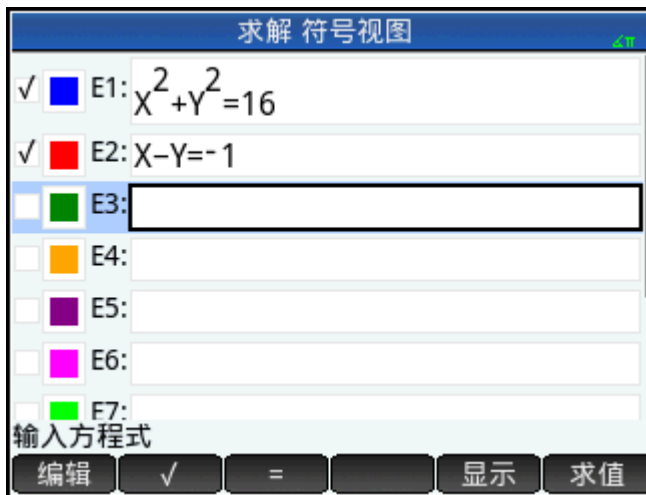 求解 符号视图
∡π
√ E1: X²+Y²=16
√ E2: X−Y=⁻1
E3:
E4:
E5:
E6:
E7:
输入方程式
编辑 √ = 显示 求值